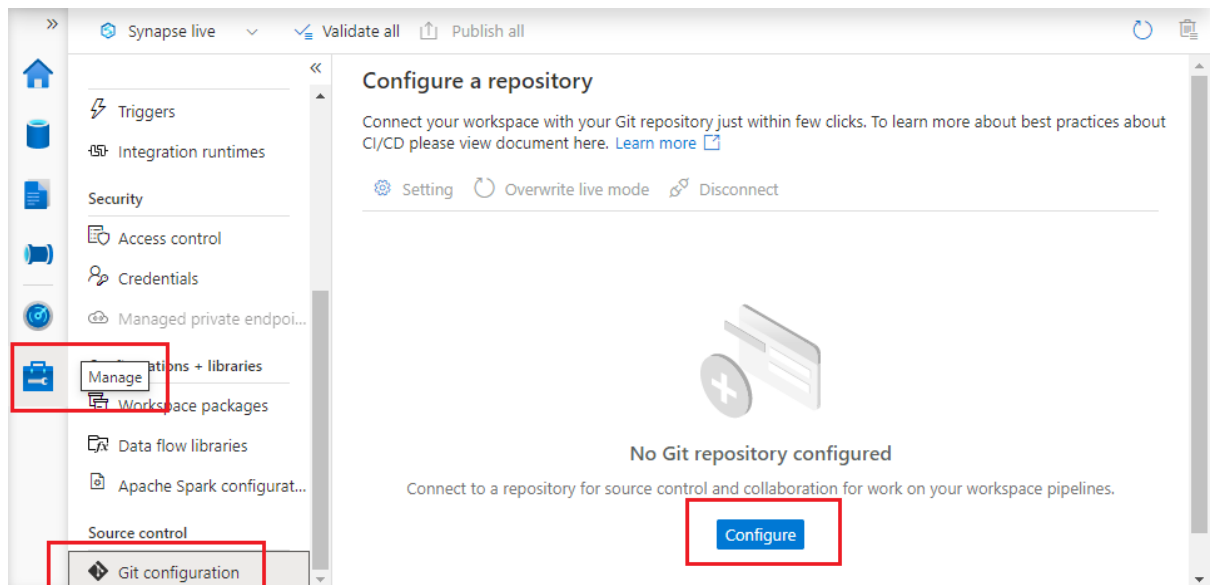 Synapse live
Validate all
Publish all
Triggers
Integration runtimes
Security
Access control
Credentials
Managed private endpoi...
ations + libraries
Manage
Workspace packages
Data flow libraries
Apache Spark configurat...
Source control
Git configuration
Configure a repository
Connect your workspace with your Git repository just within few clicks. To learn more about best practices about
CI/CD please view document here. Learn more
Setting
Overwrite live mode
Disconnect
No Git repository configured
Connect to a repository for source control and collaboration for work on your workspace pipelines.
Configure